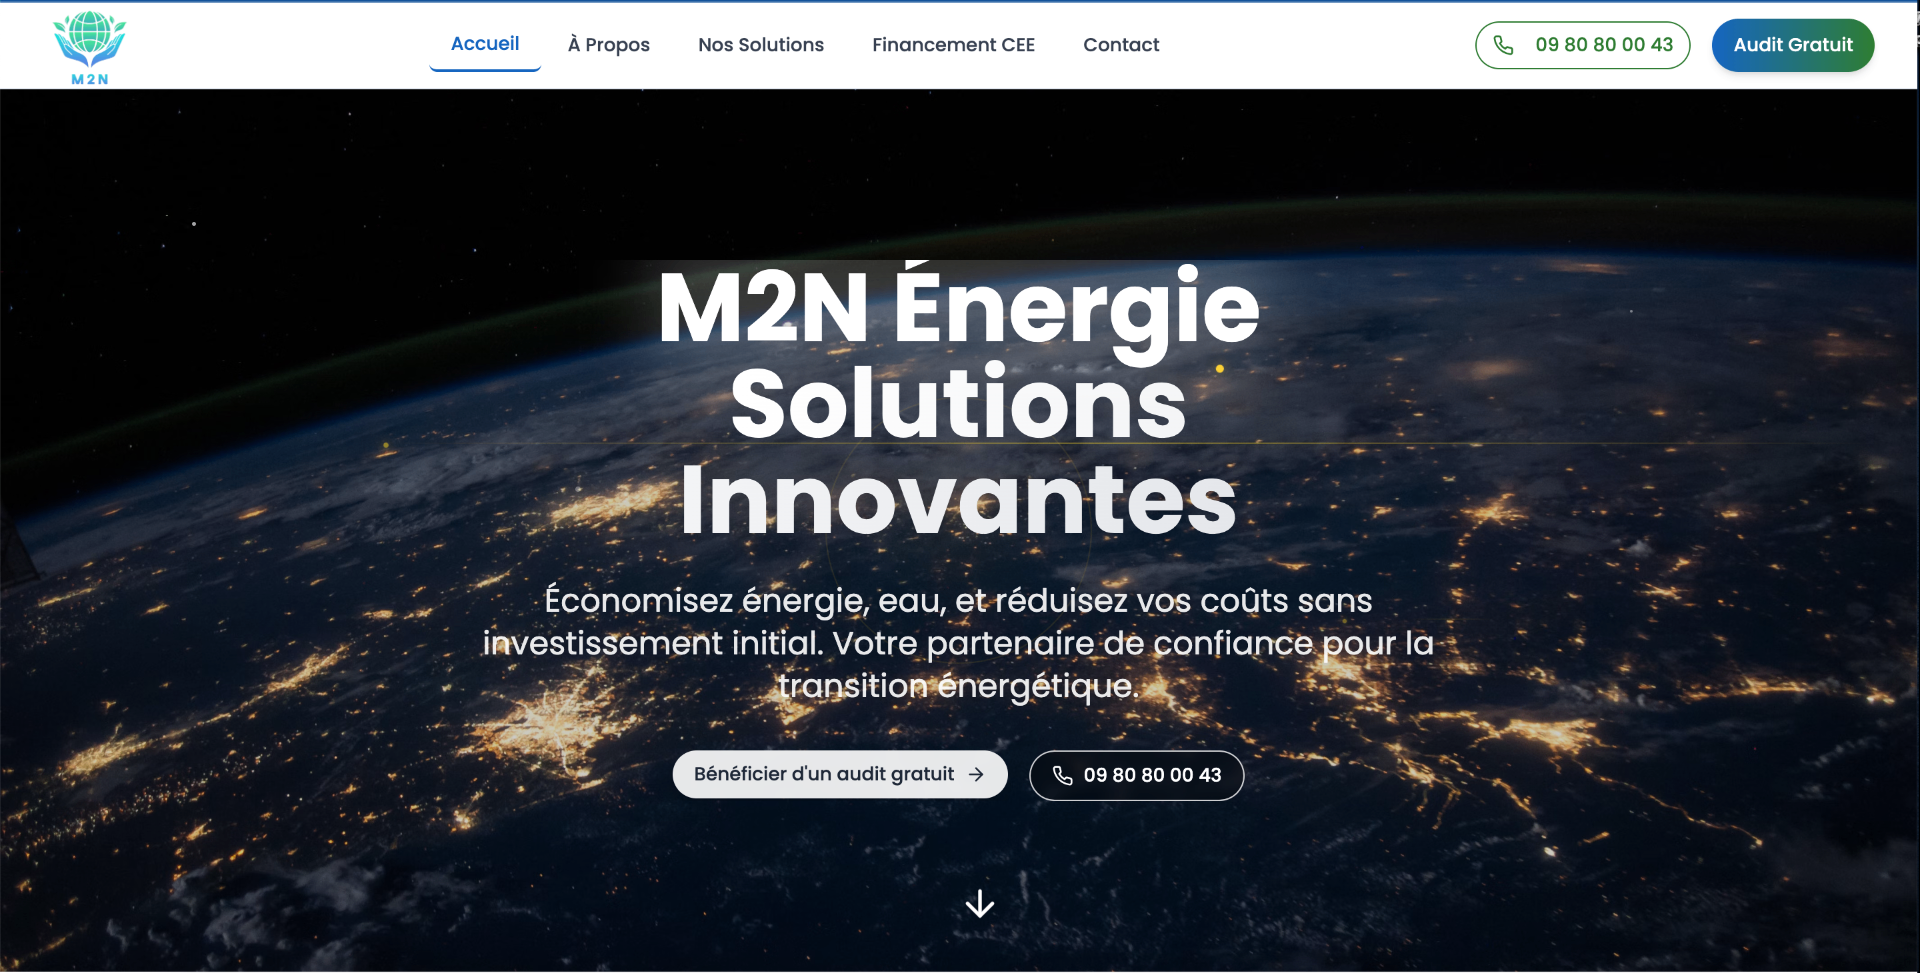 M2N
Accueil
À Propos
Nos Solutions
Financement CEE
Contact
09 80 80 00 43
Audit Gratuit
M2N Énergie
Solutions
Innovantes
Économisez énergie, eau, et réduisez vos coûts sans
investissement initial. Votre partenaire de confiance pour la
transition énergétique.
Bénéficier d'un audit gratuit
09 80 80 00 43